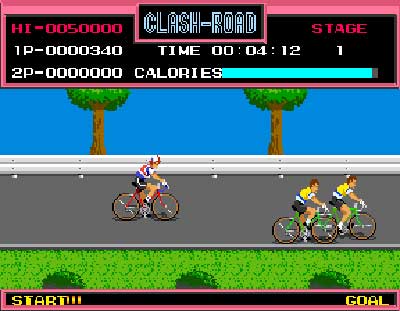 CLASH-ROAD
HI-0050000 STAGE
1P-0000340 TIME 00:04:12 1
2P-0000000 CALORIES
START!!! GOAL